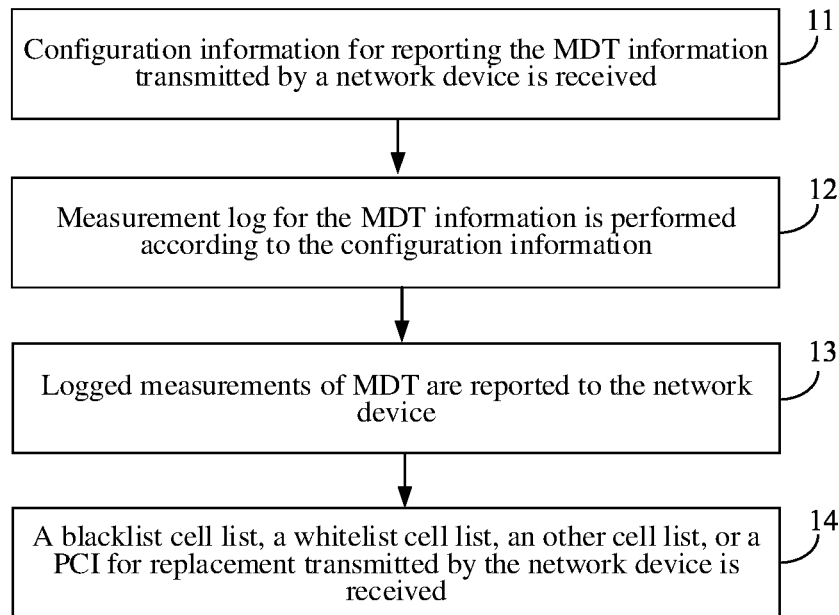 11
Configuration information for reporting the MDT information
transmitted by a network device is received
12
Measurement log for the MDT information is performed
according to the configuration information
13
Logged measurements of MDT are reported to the network
device
14
A blacklist cell list, a whitelist cell list, an other cell list, or a
PCI for replacement transmitted by the network device is
received